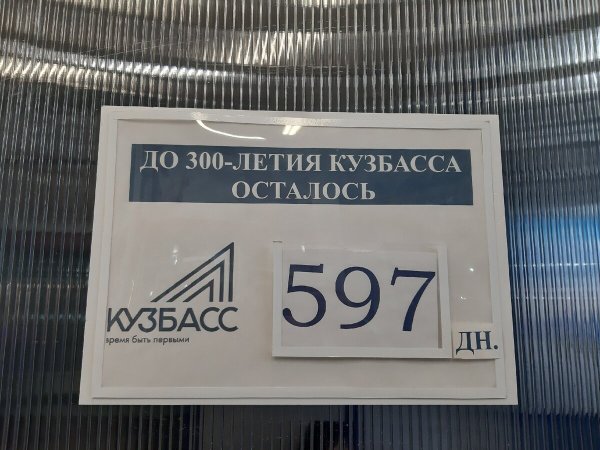 ДО 300-ЛЕТИЯ КУЗБАССА
ОСТАЛОСЬ
КУЗБАСС
время быть первыми
597
ДН.